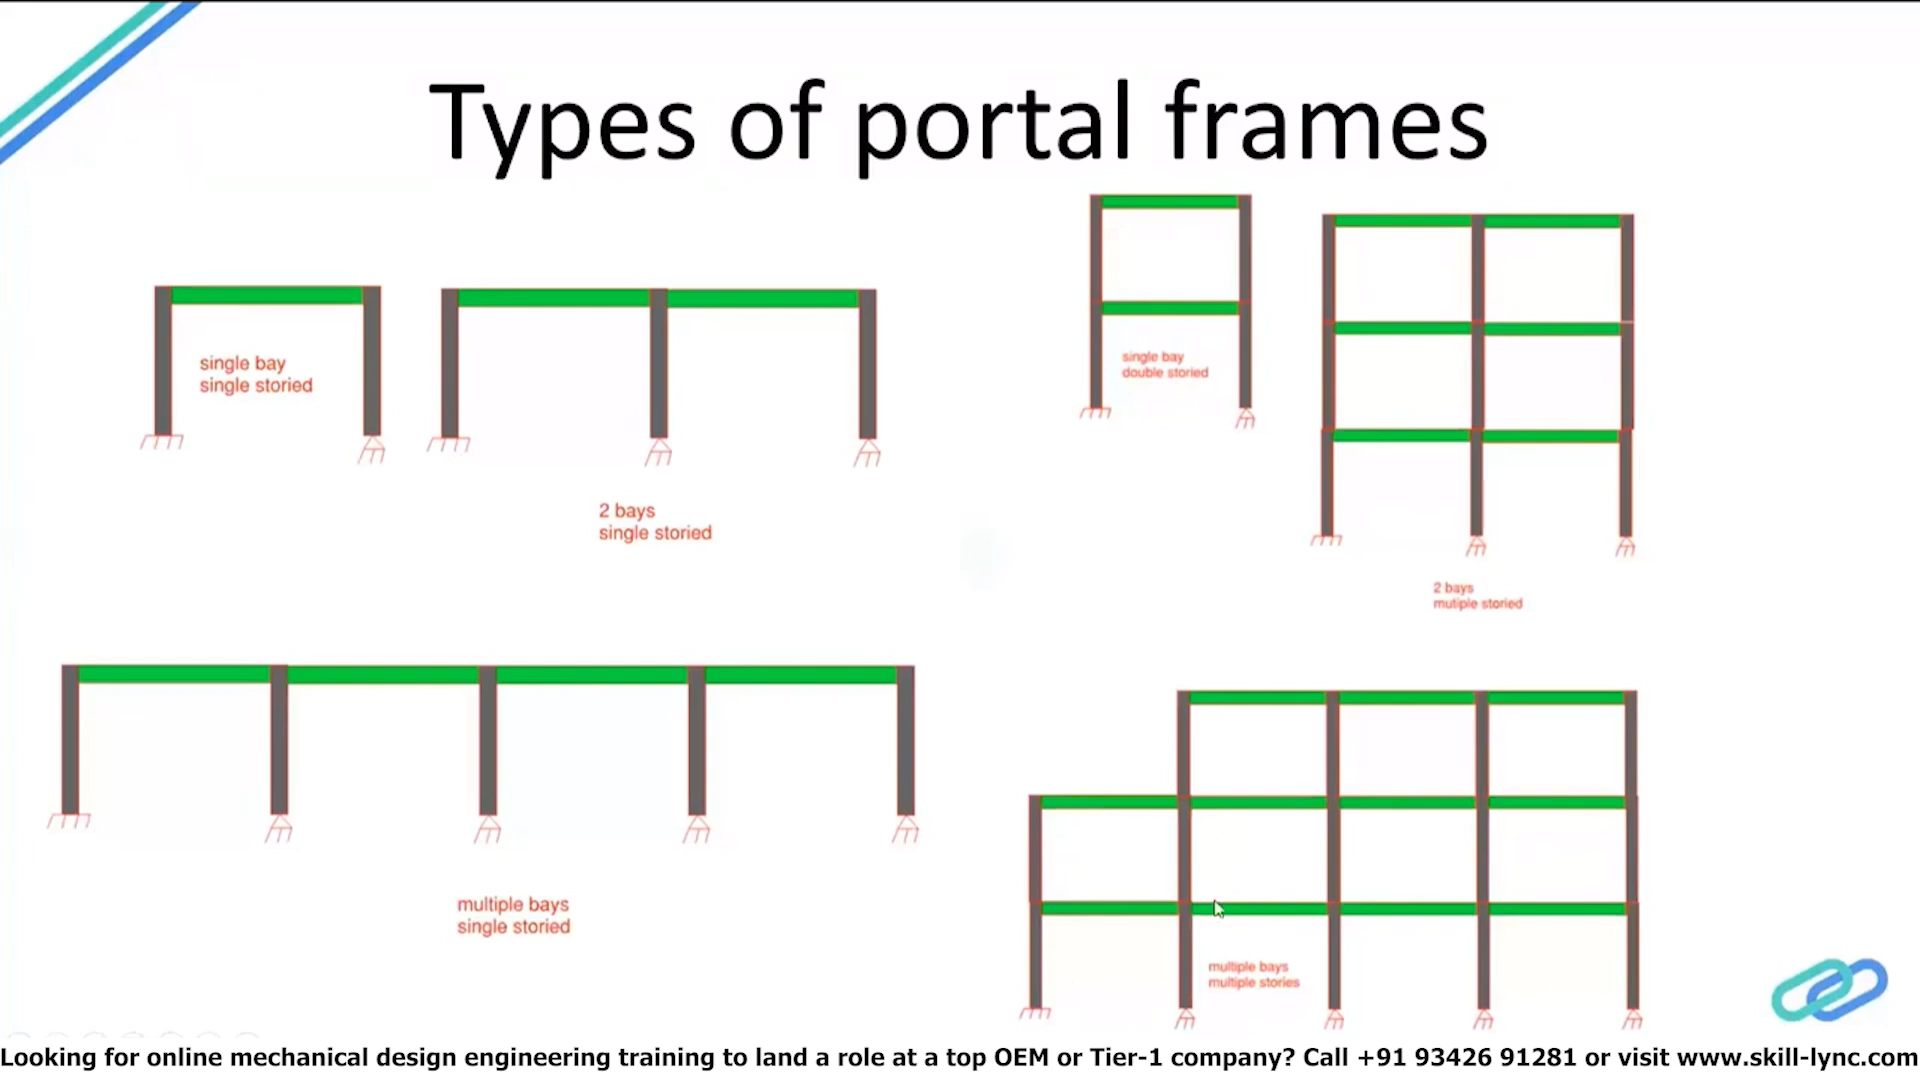 Types of portal frames
single bay
single storied
2 bays
single storied
single bay
double storied
2 bays
mutiple storied
multiple bays
single storied
multiple bays
multiple stories
Looking for online mechanical design engineering training to land a role at a top OEM or Tier-1 company? Call +91 93426 91281 or visit www.skill-lync.com